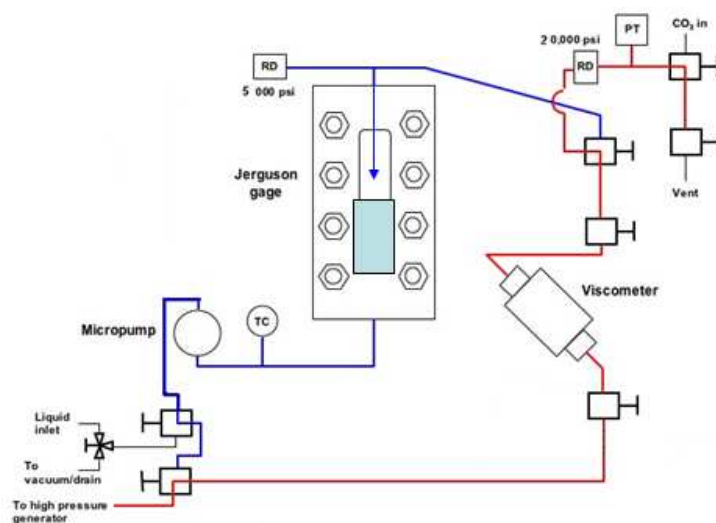 20,000 psi
PT
CO₂ in
RD
RD
5 000 psi
Jerguson
gage
Vent
Viscometer
TC
Micropump
Liquid
inlet
To
vacuum/drain
To high pressure
generator